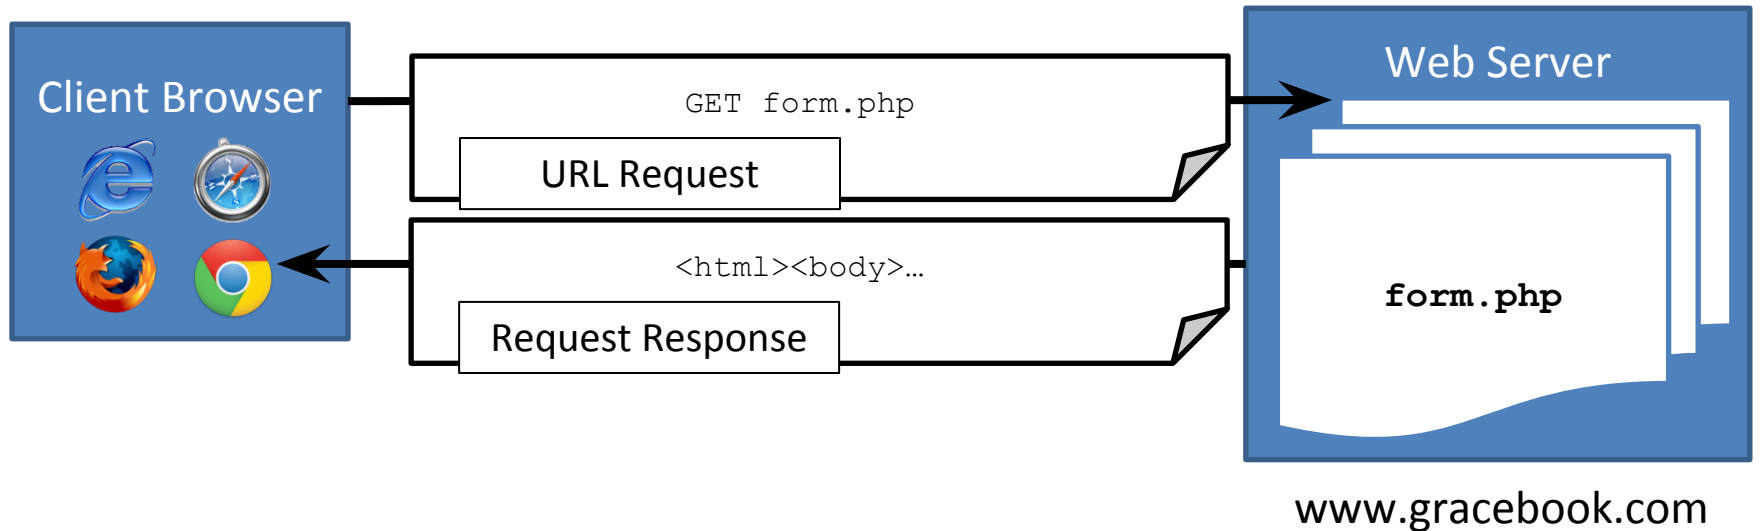 Client Browser
GET form.php
URL Request
<html><body>…
Request Response
Web Server
form.php
www.gracebook.com